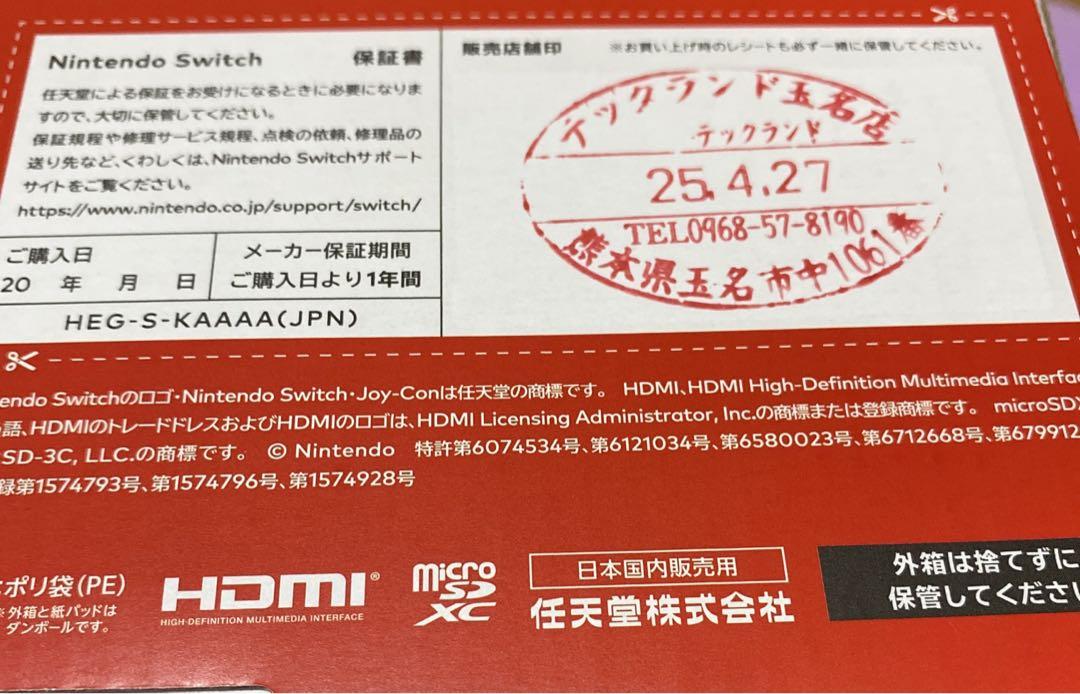 Nintendo Switch 保証書
任天堂による保証をお受けになるときに必要になりま
すので、大切に保管してください。
保証規程や修理サービス規程、点検の依頼、修理品の
送り先など、くわしくは、Nintendo Switchサポート
サイトをご覧ください。
https://www.nintendo.co.jp/support/switch/
ご購入日
20 年 月 日
メーカー保証期間
ご購入日より1年間
HEG-S-KAAAA(JPN)
販売店舗印 ※お買い上げ時のレシートも必ず一緒に保管してください。
テックランド玉名店
テックランド
25.4.27
TEL0968-57-8190
熊本県玉名市中1061番
endo Switchのロゴ・Nintendo Switch・Joy-Conは任天堂の商標です。 HDMI、HDMI High-Definition Multimedia Interfac
語、HDMIのトレードドレスおよびHDMIのロゴは、HDMI Licensing Administrator, Inc.の商標または登録商標です。 microSDX
SD-3C, LLC.の商標です。 © Nintendo 特許第6074534号、第6121034号、第6580023号、第6712668号、第679912
録第1574793号、第1574796号、第1574928号
ポリ袋(PE)
※外箱と紙パッドは
ダンボールです。
HDMI®
HIGH-DEFINITION MULTIMEDIA INTERFACE
micro
SD
XC
日本国内販売用
任天堂株式会社
外箱は捨てずに
保管してくださ